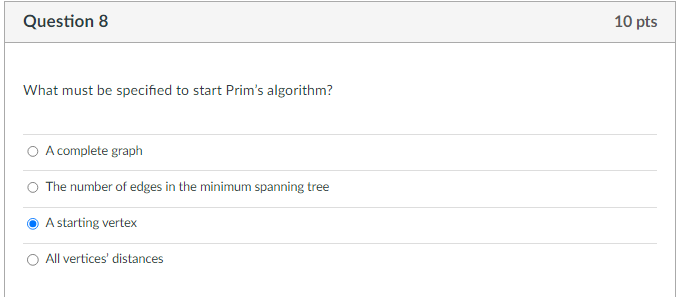 Question 8
10 pts
What must be specified to start Prim's algorithm?
A complete graph
The number of edges in the minimum spanning tree
A starting vertex
All vertices' distances